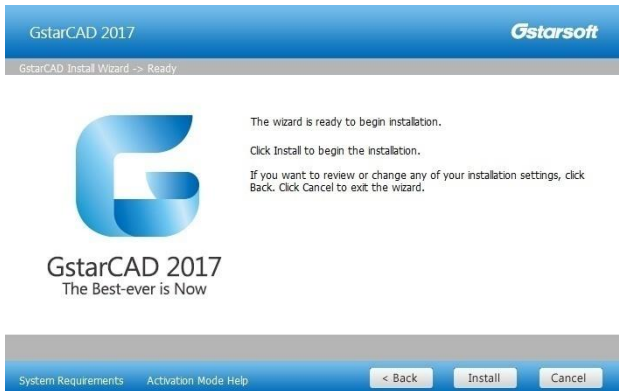 GstarCAD 2017
Gstarsoft
GstarCAD Install Wizard -> Ready
The wizard is ready to begin installation.
Click Install to begin the installation.
If you want to review or change any of your installation settings, click
Back. Click Cancel to exit the wizard.
GstarCAD 2017
The Best-ever is Now
System Requirements
Activation Mode Help
< Back
Install
Cancel